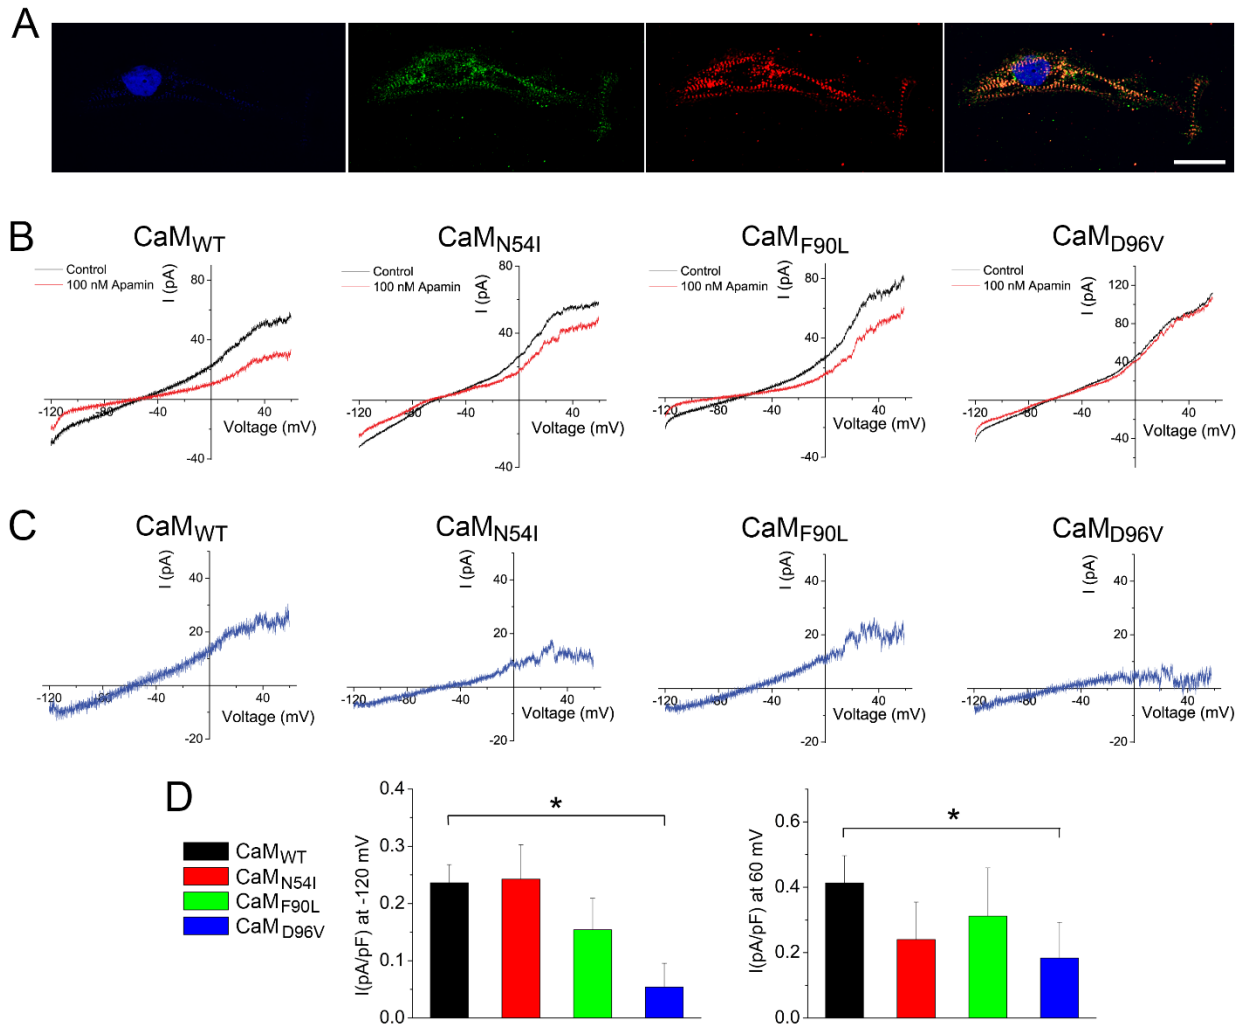 A
B
CaMWT
CaMN54I
CaMF90L
CaMD96V
Control
100 nM Apamin
I (pA)
80
40
-40
-120
-80
-40
40
Voltage (mV)
Control
100 nM Apamin
I (pA)
80
40
-40
-120
-80
-40
40
Voltage (mV)
Control
100 nM Apamin
I (pA)
80
40
-40
-120
-80
-40
40
Voltage (mV)
Control
100 nM Apamin
I (pA)
120
80
40
-40
-120
-80
-40
40
Voltage (mV)
C
CaMWT
CaMN54I
CaMF90L
CaMD96V
I (pA)
40
20
-20
-120
-80
-40
40
Voltage (mV)
I (pA)
40
20
-20
-120
-80
-40
40
Voltage (mV)
I (pA)
40
20
-20
-120
-80
-40
40
Voltage (mV)
I (pA)
40
20
-20
-120
-80
-40
40
Voltage (mV)
D
CaMWT
CaMN54I
CaMF90L
CaMD96V
I(pA/pF) at -120 mV
0.4
0.3
0.2
0.1
0.0
*
I(pA/pF) at 60 mV
0.6
0.4
0.2
0.0
*